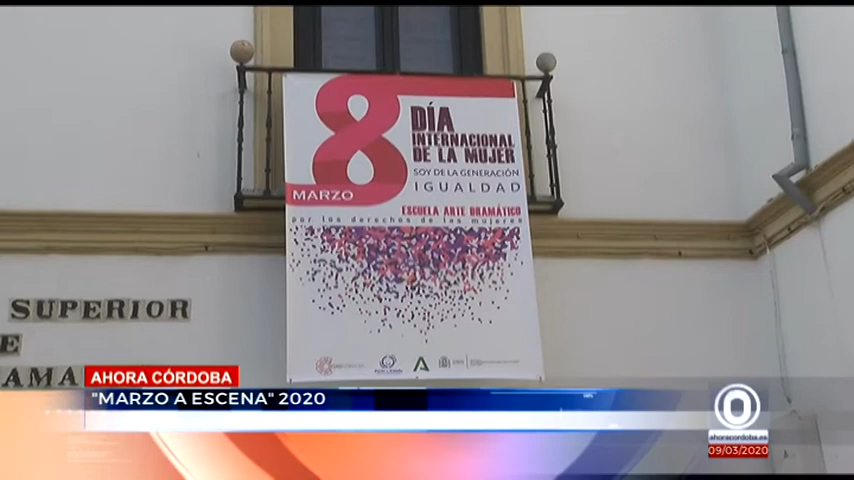 8
MARZO
DÍA
INTERNACIONAL
DE LA MUJER
SOY DE LA GENERACIÓN
IGUALDAD
ESCUELA ARTE DRAMÁTICO
por los derechos de las mujeres
SUPERIOR
E
AMA
AHORA CÓRDOBA
"MARZO A ESCENA" 2020
ahoracordoba.es
09/03/2020